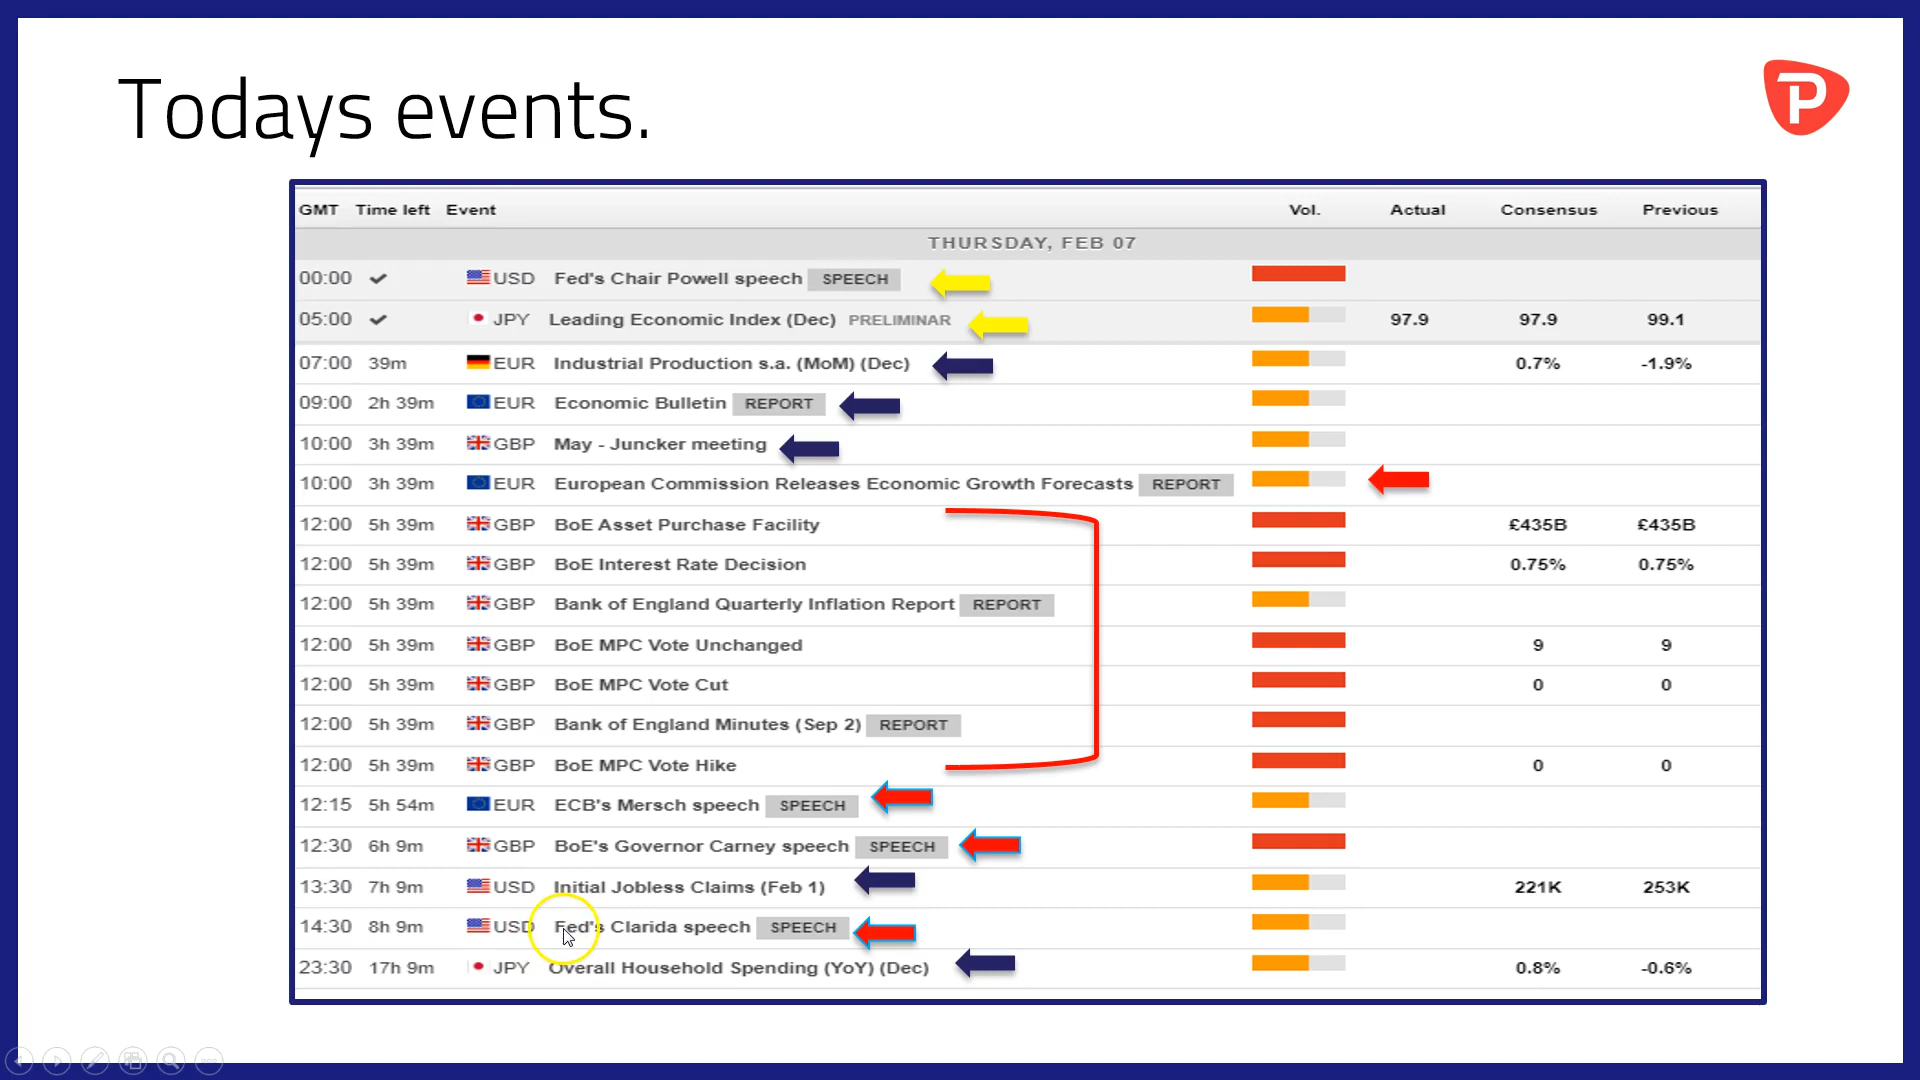 Todays events.
P
GMT Time left Event Vol. Actual Consensus Previous
THURSDAY, FEB 07
00:00 USD Fed's Chair Powell speech SPEECH
05:00 JPY Leading Economic Index (Dec) PRELIMINAR 97.9 97.9 99.1
07:00 39m EUR Industrial Production s.a. (MoM) (Dec) 0.7% -1.9%
09:00 2h 39m EUR Economic Bulletin REPORT
10:00 3h 39m GBP May - Juncker meeting
10:00 3h 39m EUR European Commission Releases Economic Growth Forecasts REPORT
12:00 5h 39m GBP BoE Asset Purchase Facility £435B £435B
12:00 5h 39m GBP BoE Interest Rate Decision 0.75% 0.75%
12:00 5h 39m GBP Bank of England Quarterly Inflation Report REPORT
12:00 5h 39m GBP BoE MPC Vote Unchanged 9 9
12:00 5h 39m GBP BoE MPC Vote Cut 0 0
12:00 5h 39m GBP Bank of England Minutes (Sep 2) REPORT
12:00 5h 39m GBP BoE MPC Vote Hike 0 0
12:15 5h 54m EUR ECB's Mersch speech SPEECH
12:30 6h 9m GBP BoE's Governor Carney speech SPEECH
13:30 7h 9m USD Initial Jobless Claims (Feb 1) 221K 253K
14:30 8h 9m USD Fed's Clarida speech SPEECH
23:30 17h 9m JPY Overall Household Spending (YoY) (Dec) 0.8% -0.6%